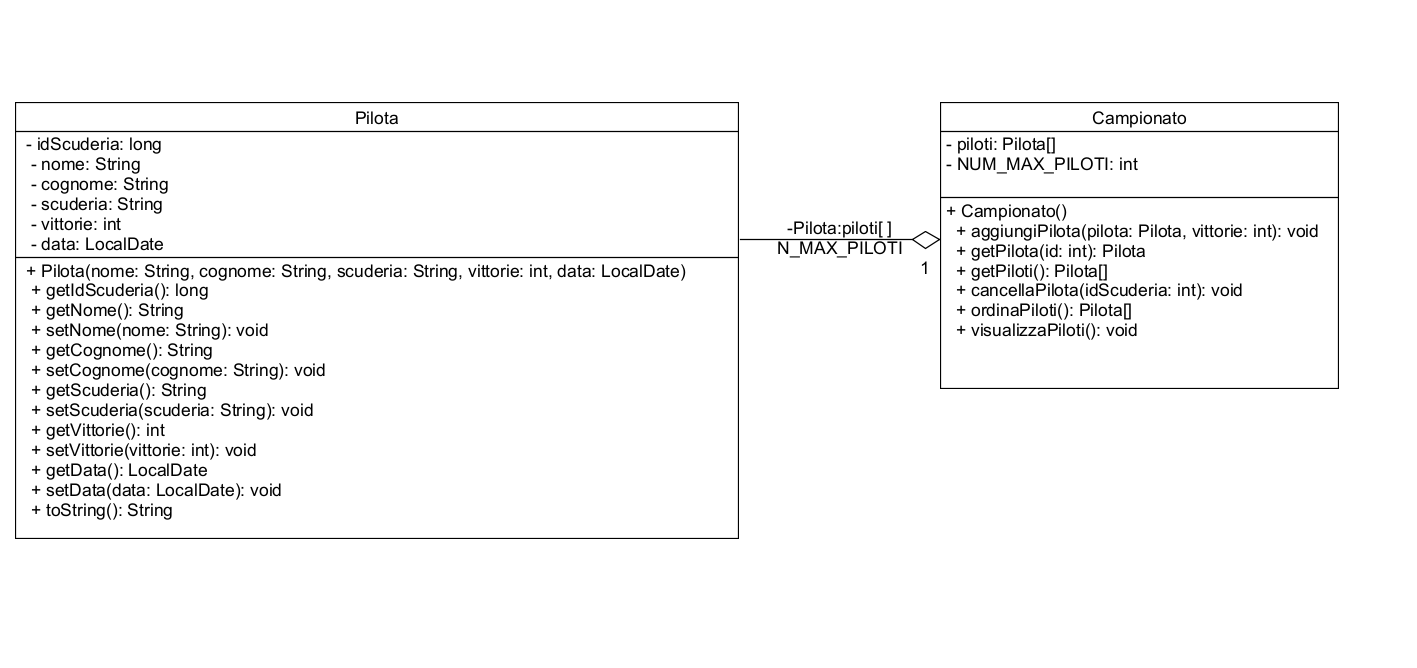 Pilota
- idScuderia: long
- nome: String
- cognome: String
- scuderia: String
- vittorie: int
- data: LocalDate
+ Pilota(nome: String, cognome: String, scuderia: String, vittorie: int, data: LocalDate)
+ getIdScuderia(): long
+ getNome(): String
+ setNome(nome: String): void
+ getCognome(): String
+ setCognome(cognome: String): void
+ getScuderia(): String
+ setScuderia(scuderia: String): void
+ getVittorie(): int
+ setVittorie(vittorie: int): void
+ getData(): LocalDate
+ setData(data: LocalDate): void
+ toString(): String
-Pilota:piloti[ ]
N_MAX_PILOTI
1
Campionato
- piloti: Pilota[]
- NUM_MAX_PILOTI: int
+ Campionato()
+ aggiungiPilota(pilota: Pilota, vittorie: int): void
+ getPilota(id: int): Pilota
+ getPiloti(): Pilota[]
+ cancellaPilota(idScuderia: int): void
+ ordinaPiloti(): Pilota[]
+ visualizzaPiloti(): void